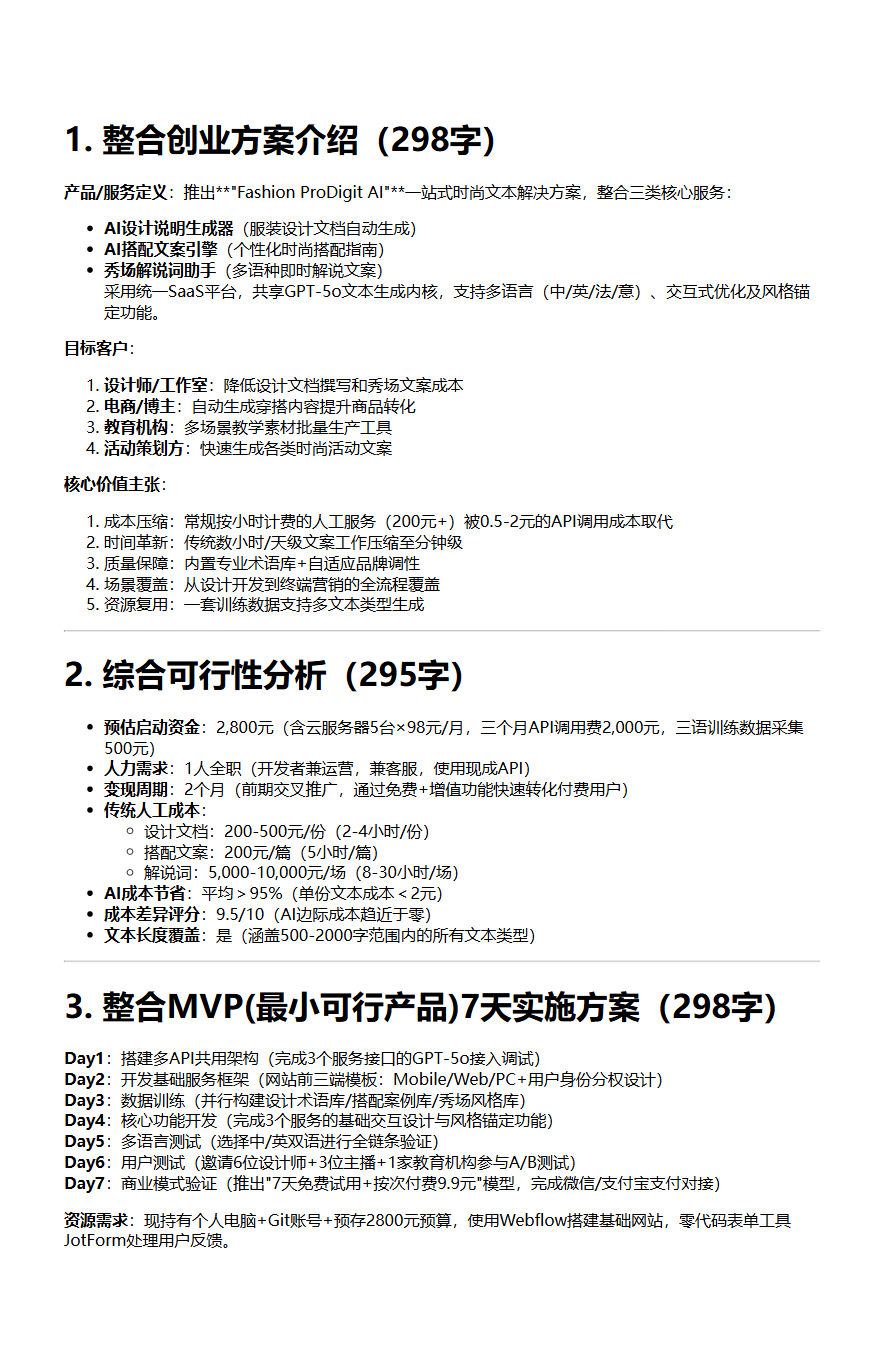 1. 整合创业方案介绍（298字）
产品/服务定义：推出**"Fashion ProDigit AI"**一站式时尚文本解决方案，整合三类核心服务：
• AI设计说明生成器（服装设计文档自动生成）
• AI搭配文案引擎（个性化时尚搭配指南）
• 秀场解说词助手（多语种即时解说文案）
采用统一SaaS平台，共享GPT-5o文本生成内核，支持多语言（中/英/法/意）、交互式优化及风格锚
定功能。
目标客户：
1. 设计师/工作室：降低设计文档撰写和秀场文案成本
2. 电商/博主：自动生成穿搭内容提升商品转化
3. 教育机构：多场景教学素材批量生产工具
4. 活动策划方：快速生成各类时尚活动文案
核心价值主张：
1. 成本压缩：常规按小时计费的人工服务（200元+）被0.5-2元的API调用成本取代
2. 时间革新：传统数小时/天级文案工作压缩至分钟级
3. 质量保障：内置专业术语库+自适应品牌调性
4. 场景覆盖：从设计开发到终端营销的全流程覆盖
5. 资源复用：一套训练数据支持多文本类型生成
2. 综合可行性分析（295字）
• 预估启动资金：2,800元（含云服务器5台×98元/月，三个月API调用费2,000元，三语训练数据采集
500元）
• 人力需求：1人全职（开发者兼运营，兼客服，使用现成API）
• 变现周期：2个月（前期交叉推广，通过免费+增值功能快速转化付费用户）
• 传统人工成本：
○ 设计文档：200-500元/份（2-4小时/份）
○ 搭配文案：200元/篇（5小时/篇）
○ 解说词：5,000-10,000元/场（8-30小时/场）
• AI成本节省：平均＞95%（单份文本成本＜2元）
• 成本差异评分：9.5/10（AI边际成本趋近于零）
• 文本长度覆盖：是（涵盖500-2000字范围内的所有文本类型）
3. 整合MVP(最小可行产品)7天实施方案（298字）
Day1：搭建多API共用架构（完成3个服务接口的GPT-5o接入调试）
Day2：开发基础服务框架（网站前三端模板：Mobile/Web/PC+用户身份分权设计）
Day3：数据训练（并行构建设计术语库/搭配案例库/秀场风格库）
Day4：核心功能开发（完成3个服务的基础交互设计与风格锚定功能）
Day5：多语言测试（选择中/英双语进行全链条验证）
Day6：用户测试（邀请6位设计师+3位主播+1家教育机构参与A/B测试）
Day7：商业模式验证（推出"7天免费试用+按次付费9.9元"模型，完成微信/支付宝支付对接）
资源需求：现持有个人电脑+Git账号+预存2800元预算，使用Webflow搭建基础网站，零代码表单工具
JotForm处理用户反馈。